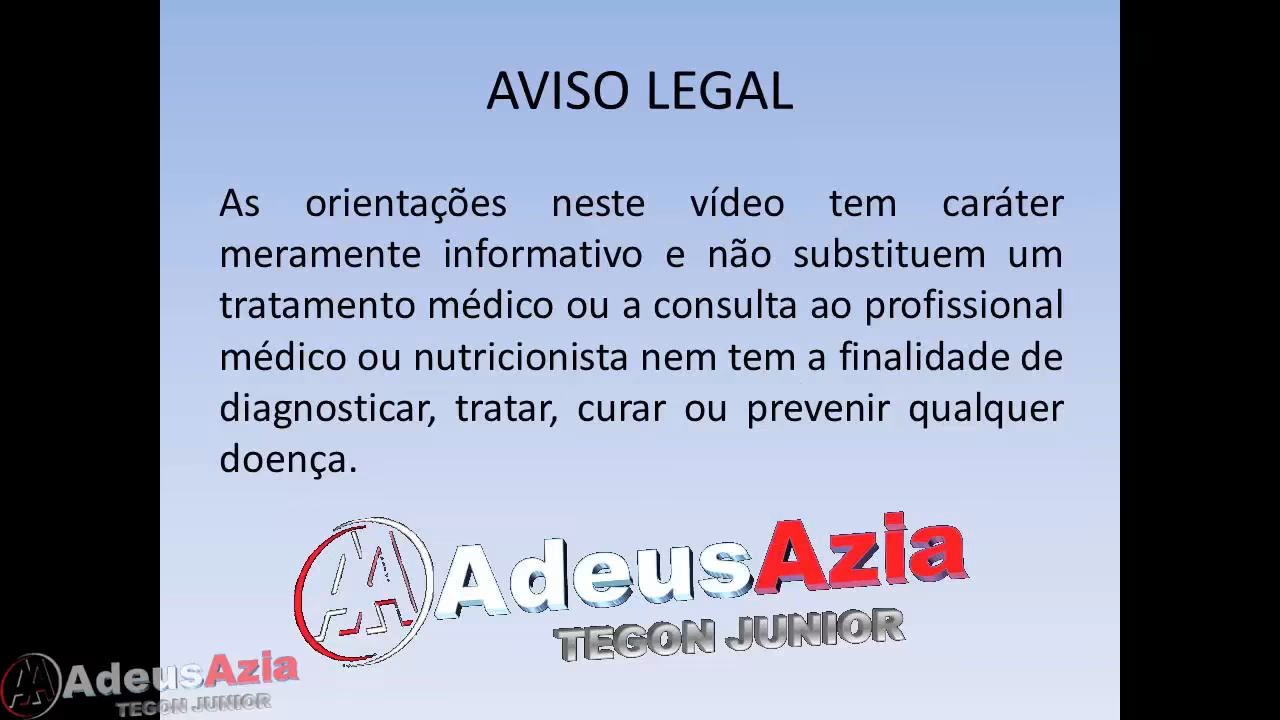 AVISO LEGAL
As orientações neste vídeo tem caráter
meramente informativo e não substituem um
tratamento médico ou a consulta ao profissional
médico ou nutricionista nem tem a finalidade de
diagnosticar, tratar, curar ou prevenir qualquer
doença.
AdeusAzia
TEGON JUNIOR
AdeusAzia
TEGON JUNIOR